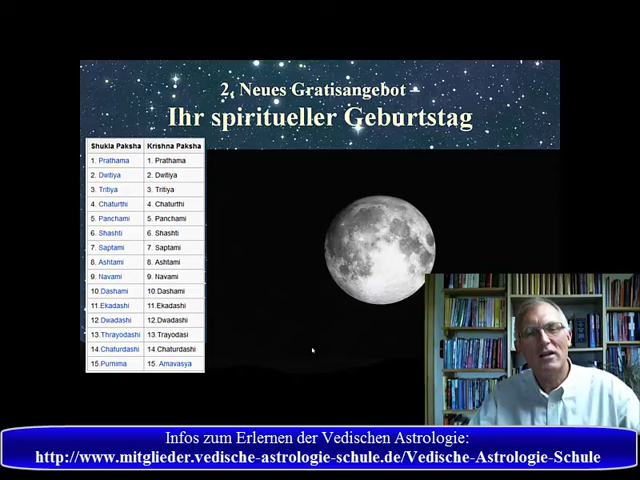 2. Neues Gratisangebot –
Ihr spiritueller Geburtstag
Shukla Paksha Krishna Paksha
1. Prathama 1. Prathama
2. Dwitiya 2. Dwitiya
3. Tritiya 3. Tritiya
4. Chaturthi 4. Chaturthi
5. Panchami 5. Panchami
6. Shashti 6. Shashti
7. Saptami 7. Saptami
8. Ashtami 8. Ashtami
9. Navami 9. Navami
10.Dashami 10.Dashami
11.Ekadashi 11.Ekadashi
12.Dwadashi 12.Dwadashi
13.Thrayodashi 13.Trayodasi
14.Chaturdashi 14.Chaturdashi
15.Purnima 15. Amavasya
Infos zum Erlernen der Vedischen Astrologie:
http://www.mitglieder.vedische-astrologie-schule.de/Vedische-Astrologie-Schule